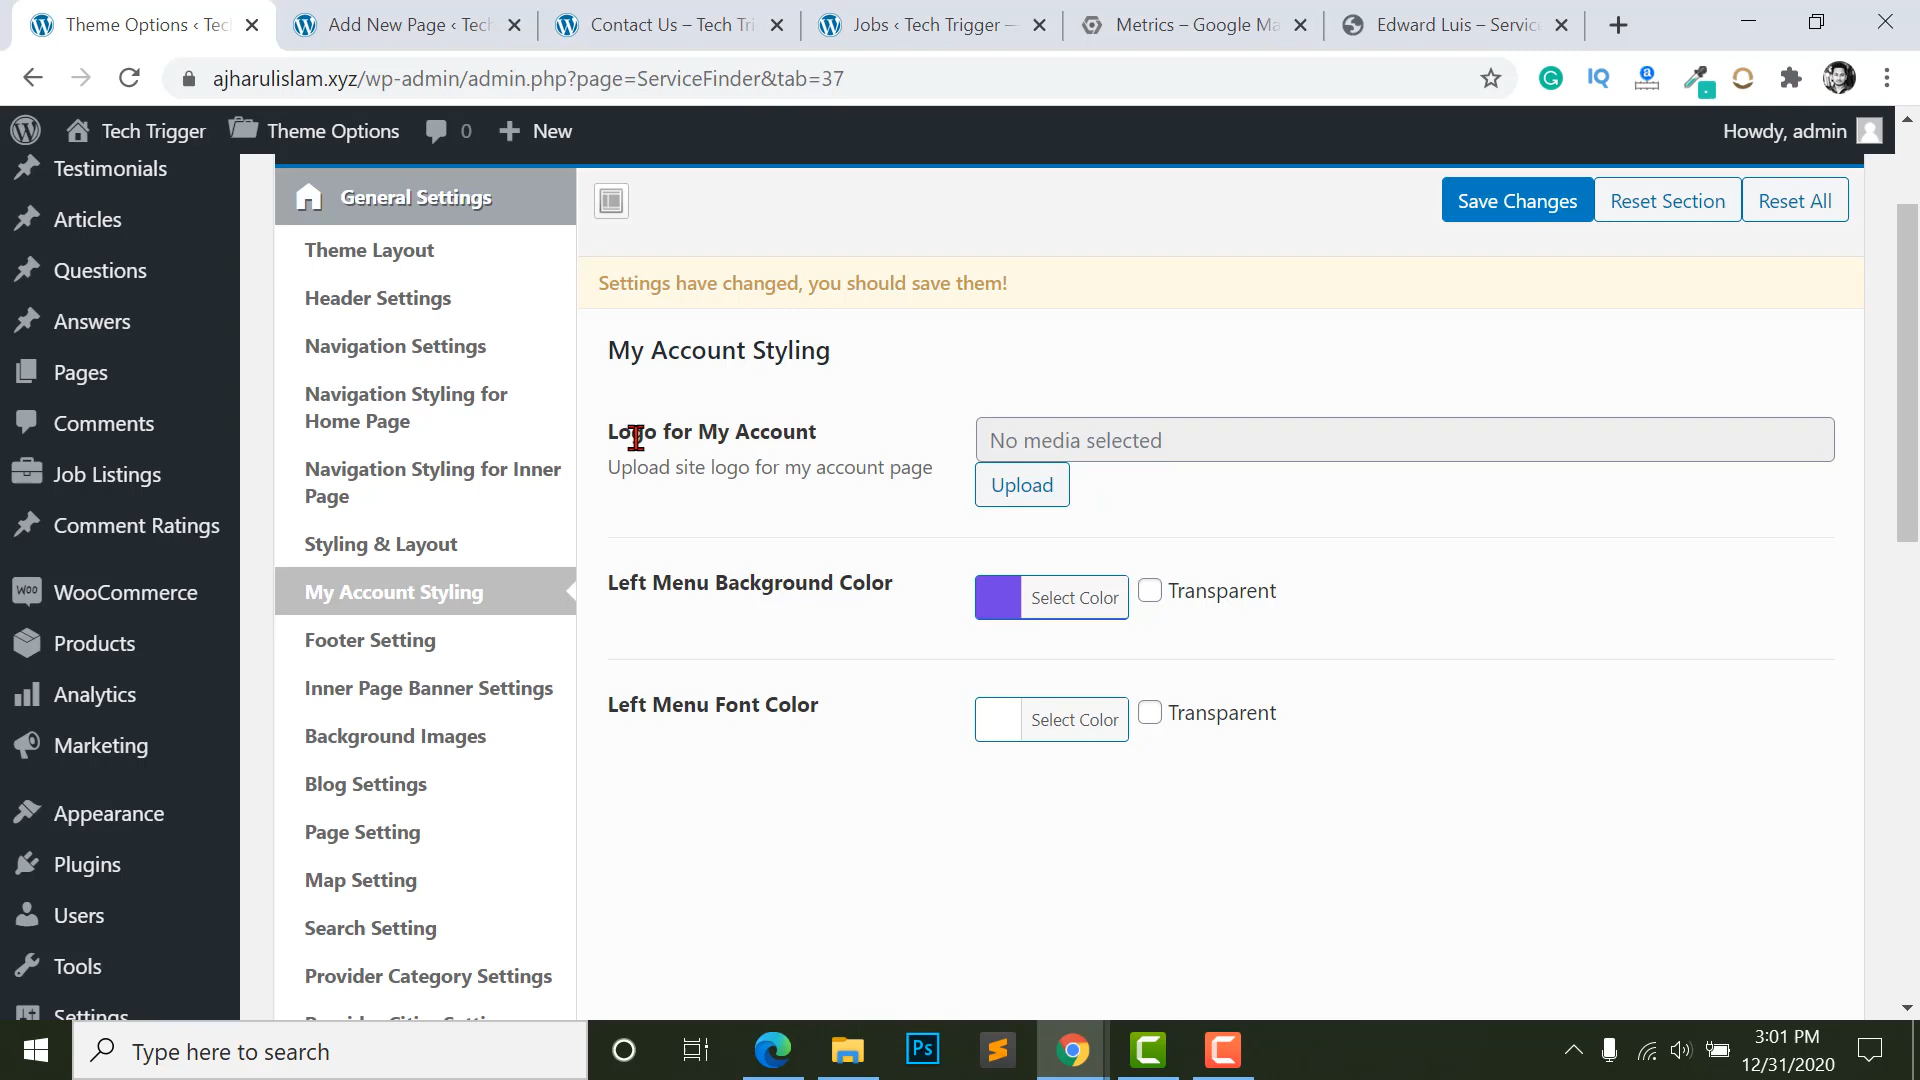 Theme Options ‹ Tec
Add New Page ‹ Tech
Contact Us – Tech Tri
Jobs ‹ Tech Trigger —
Metrics – Google Ma
Edward Luis – Servic
ajharulislam.xyz/wp-admin/admin.php?page=ServiceFinder&tab=37
Tech Trigger
Theme Options
0
New
Howdy, admin
Testimonials
Articles
Questions
Answers
Pages
Comments
Job Listings
Comment Ratings
WooCommerce
Products
Analytics
Marketing
Appearance
Plugins
Users
Tools
Settings
General Settings
Theme Layout
Header Settings
Navigation Settings
Navigation Styling for
Home Page
Navigation Styling for Inner
Page
Styling & Layout
My Account Styling
Footer Setting
Inner Page Banner Settings
Background Images
Blog Settings
Page Setting
Map Setting
Search Setting
Provider Category Settings
Save Changes
Reset Section
Reset All
Settings have changed, you should save them!
My Account Styling
Logo for My Account
Upload site logo for my account page
No media selected
Upload
Left Menu Background Color
Select Color
Transparent
Left Menu Font Color
Select Color
Transparent
Type here to search
Ps
3:01 PM
12/31/2020